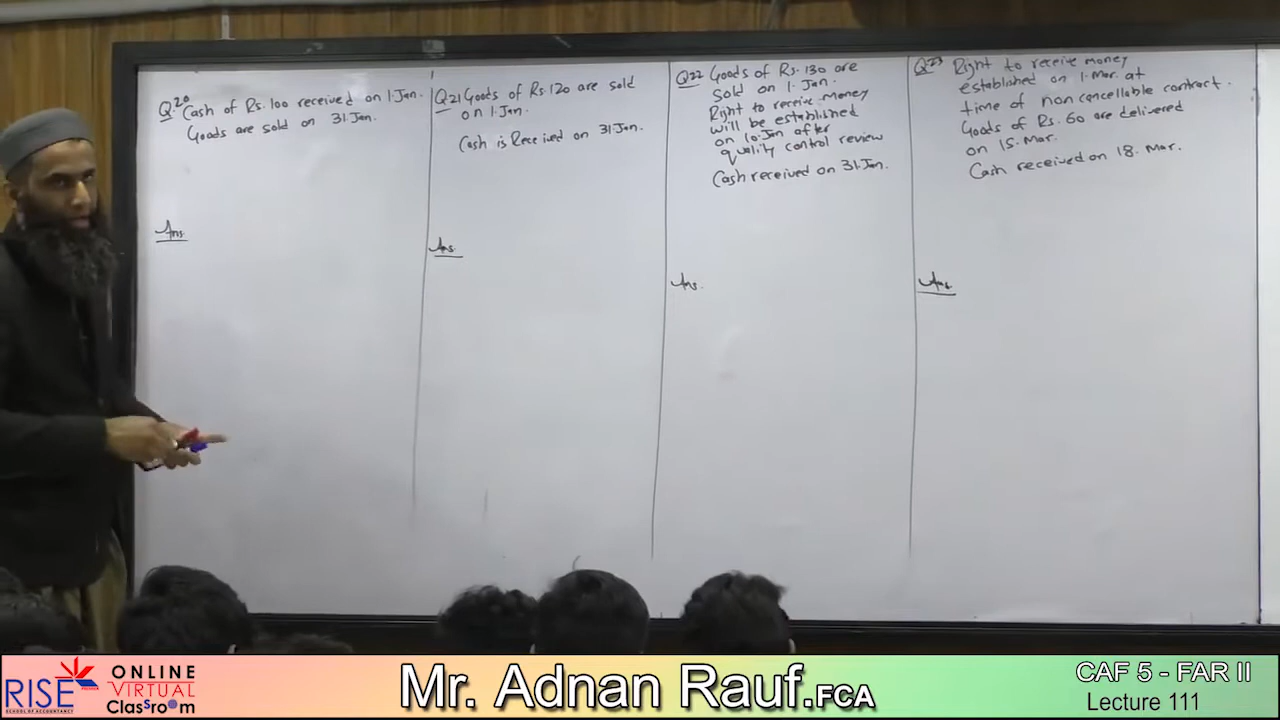 Q20 Cash of Rs.100 received on 1.Jan.
Goods are sold on 31.Jan.
Ans.
Q21 Goods of Rs.120 are sold
on 1.Jan.
Cash is Received on 31.Jan.
Ans.
Q22 Goods of Rs.130 are
sold on 1.Jan.
Right to receive money
will be established
on 10.Jan after
quality control review
Cash received on 31.Jan.
Ans.
Q23 Right to receive money
established on 1.Mar. at
time of non cancellable contract.
Goods of Rs.60 are delivered
on 15.Mar.
Cash received on 18.Mar.
Ans.
RISE
SCHOOL OF ACCOUNTANCY
ONLINE
VIRTUAL
ClasSro@m
Mr. Adnan Rauf.FCA
CAF 5 - FAR II
Lecture 111